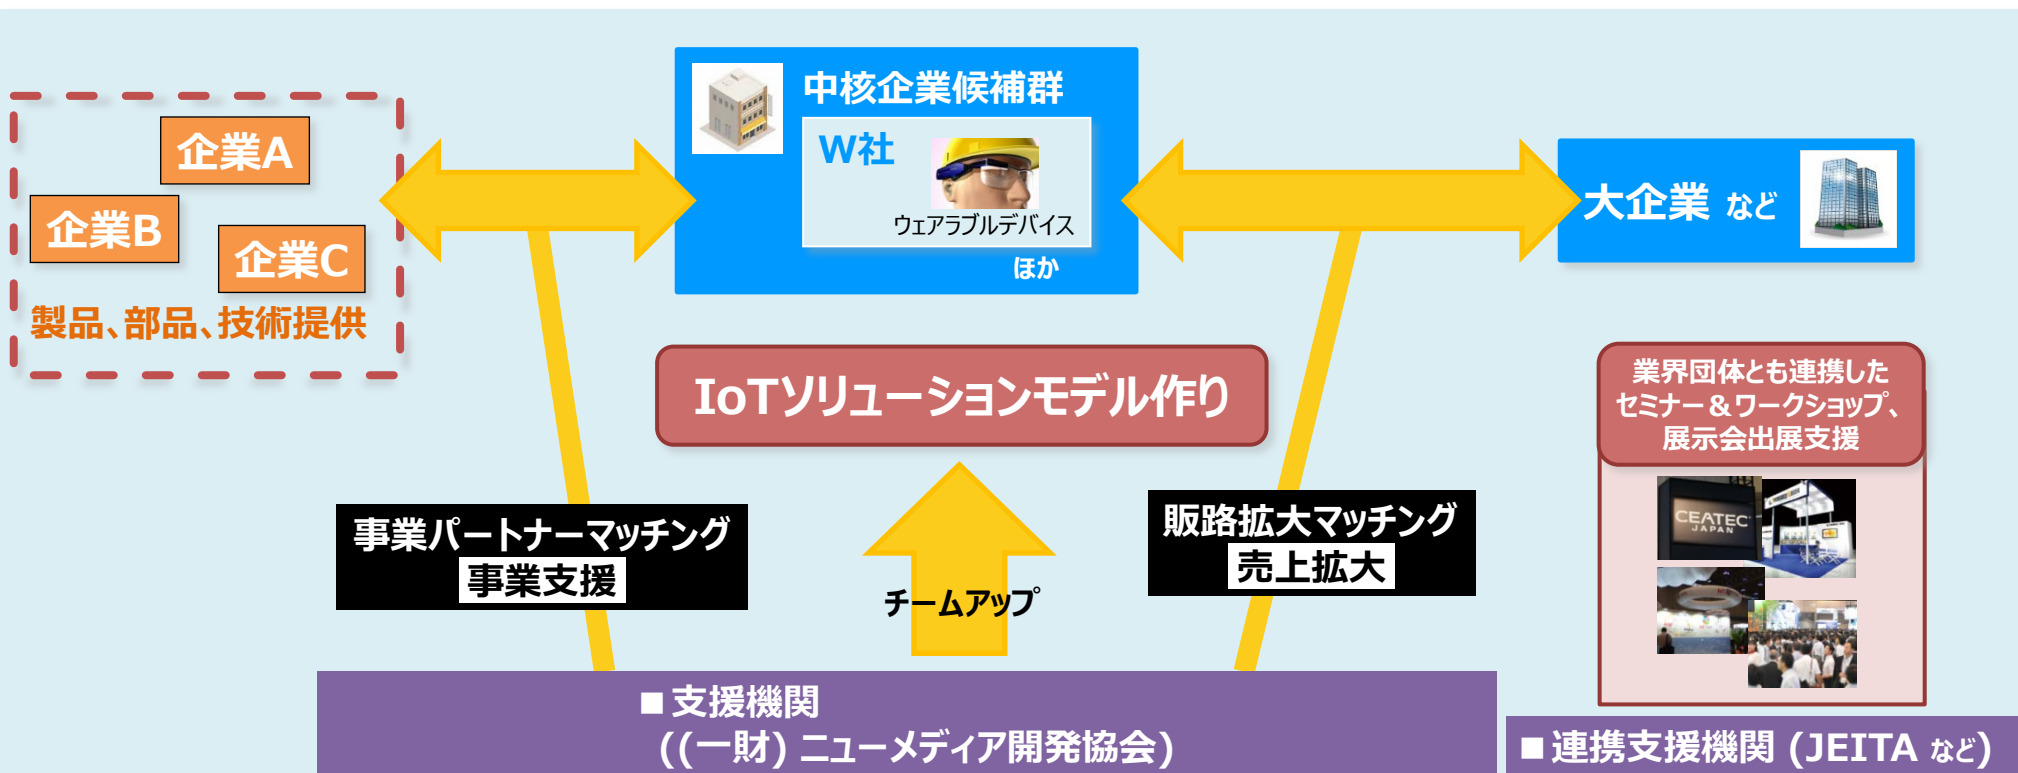 中核企業候補群
W社
ウェアラブルデバイス
ほか
企業A
企業B
企業C
製品、部品、技術提供
大企業 など
IoTソリューションモデル作り
業界団体とも連携した
セミナー＆ワークショップ、
展示会出展支援
CEATEC
JAPAN
事業パートナーマッチング
事業支援
チームアップ
販路拡大マッチング
売上拡大
■支援機関
((一財) ニューメディア開発協会)
■連携支援機関 (JEITA など)